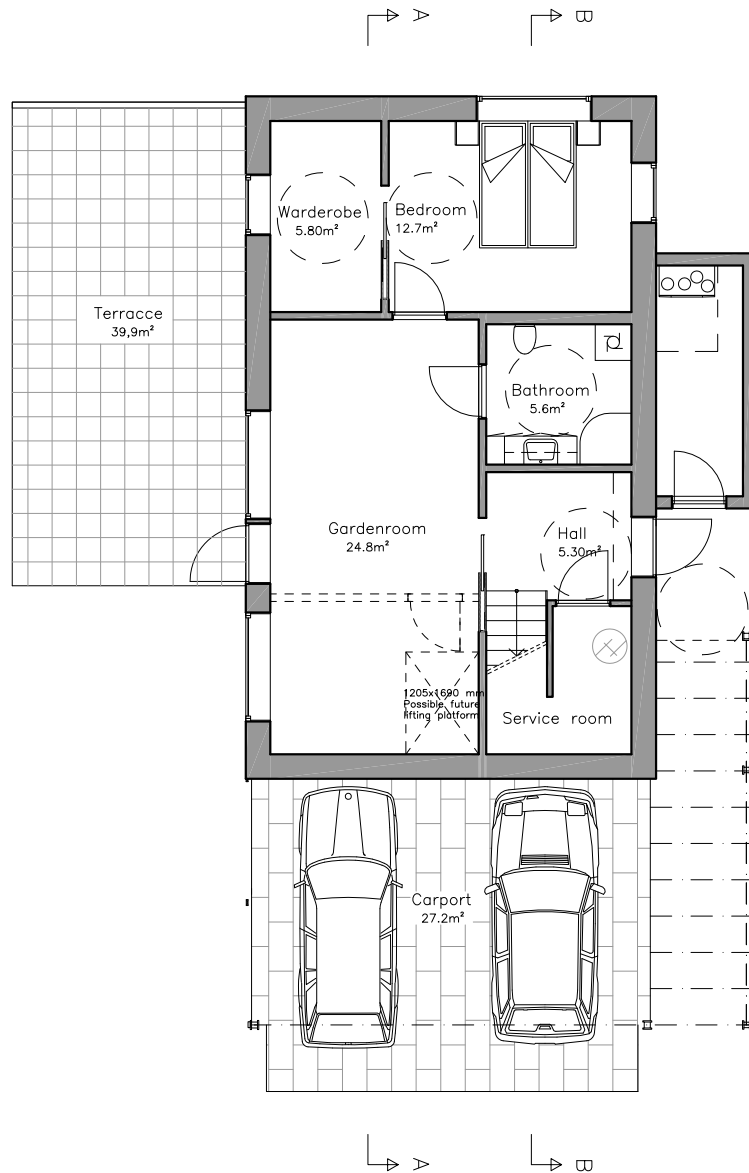 A
B
Warderobe
5.80m²
Bedroom
12.7m²
Terracce
39,9m²
Bathroom
5.6m²
Gardenroom
24.8m²
Hall
5.30m²
1205x1690 mm
Possible future
lifting platform
Service room
Carport
27.2m²
A
B